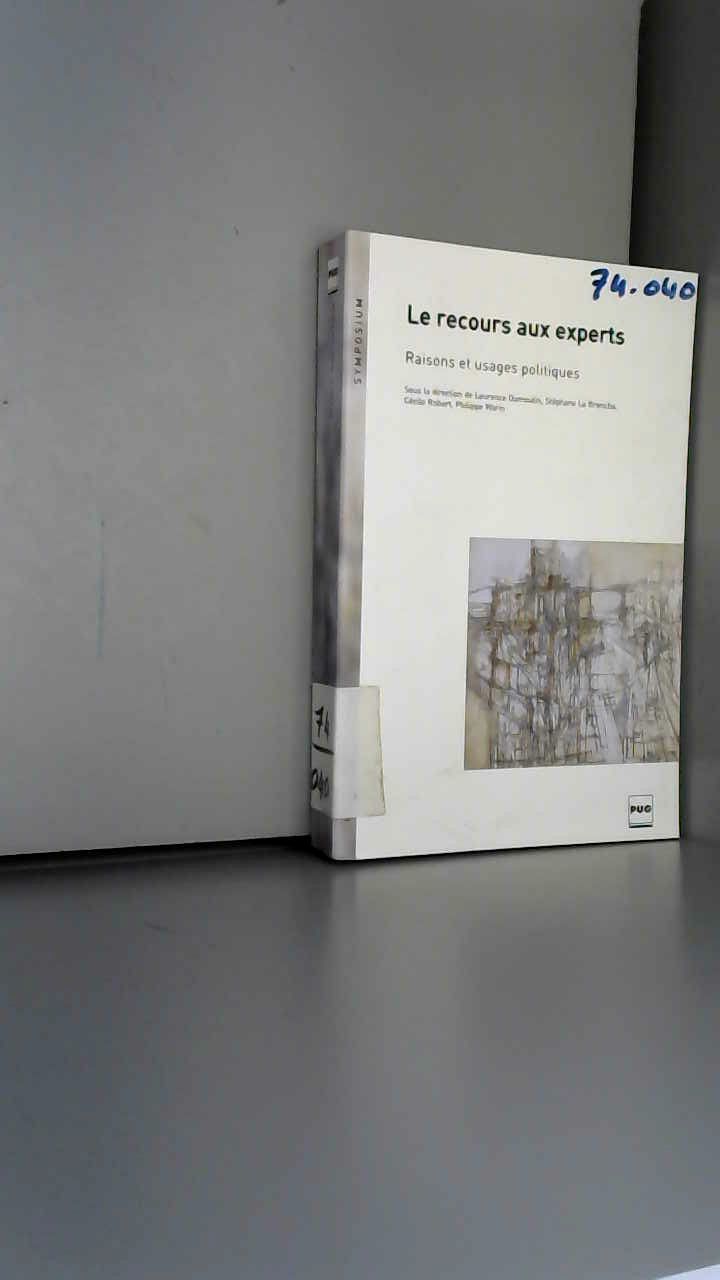 PUG
SYMPOSIUM
74.040
Le recours aux experts
Raisons et usages politiques
Sous la direction de Laurence Dumoulin, Stéphane La Branche,
Cécile Robert, Philippe Warin
74
040
PUG